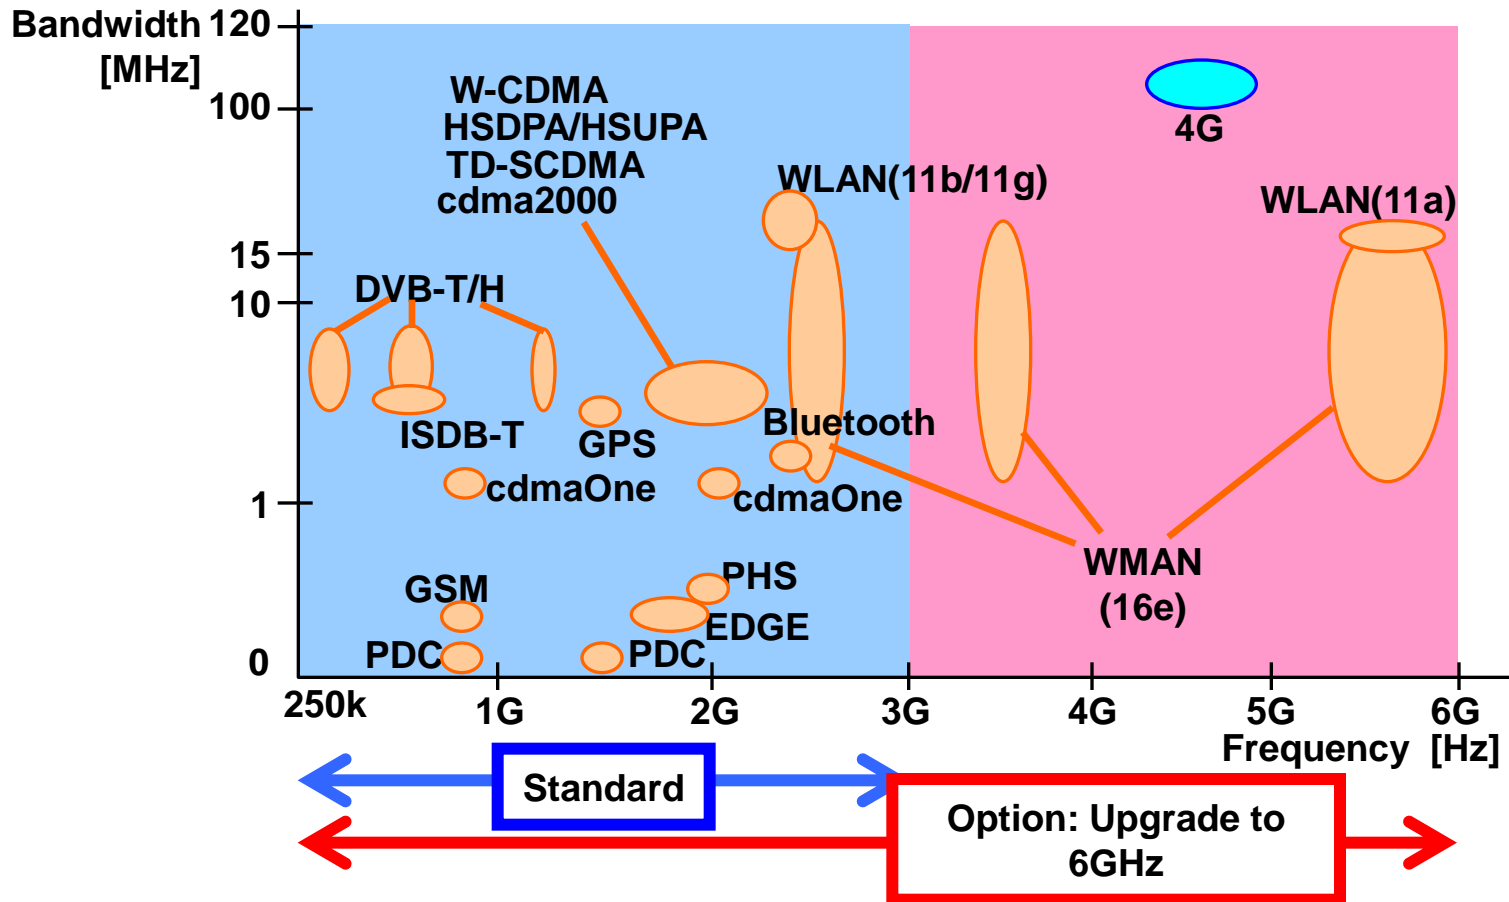 Bandwidth
[MHz]
120
100
15
10
1
0
W-CDMA
HSDPA/HSUPA
TD-SCDMA
cdma2000
4G
WLAN(11b/11g)
WLAN(11a)
DVB-T/H
ISDB-T
GPS
Bluetooth
cdmaOne
cdmaOne
WMAN
(16e)
GSM
PHS
EDGE
PDC
PDC
250k
1G
2G
3G
4G
5G
6G
Frequency [Hz]
Standard
Option: Upgrade to
6GHz